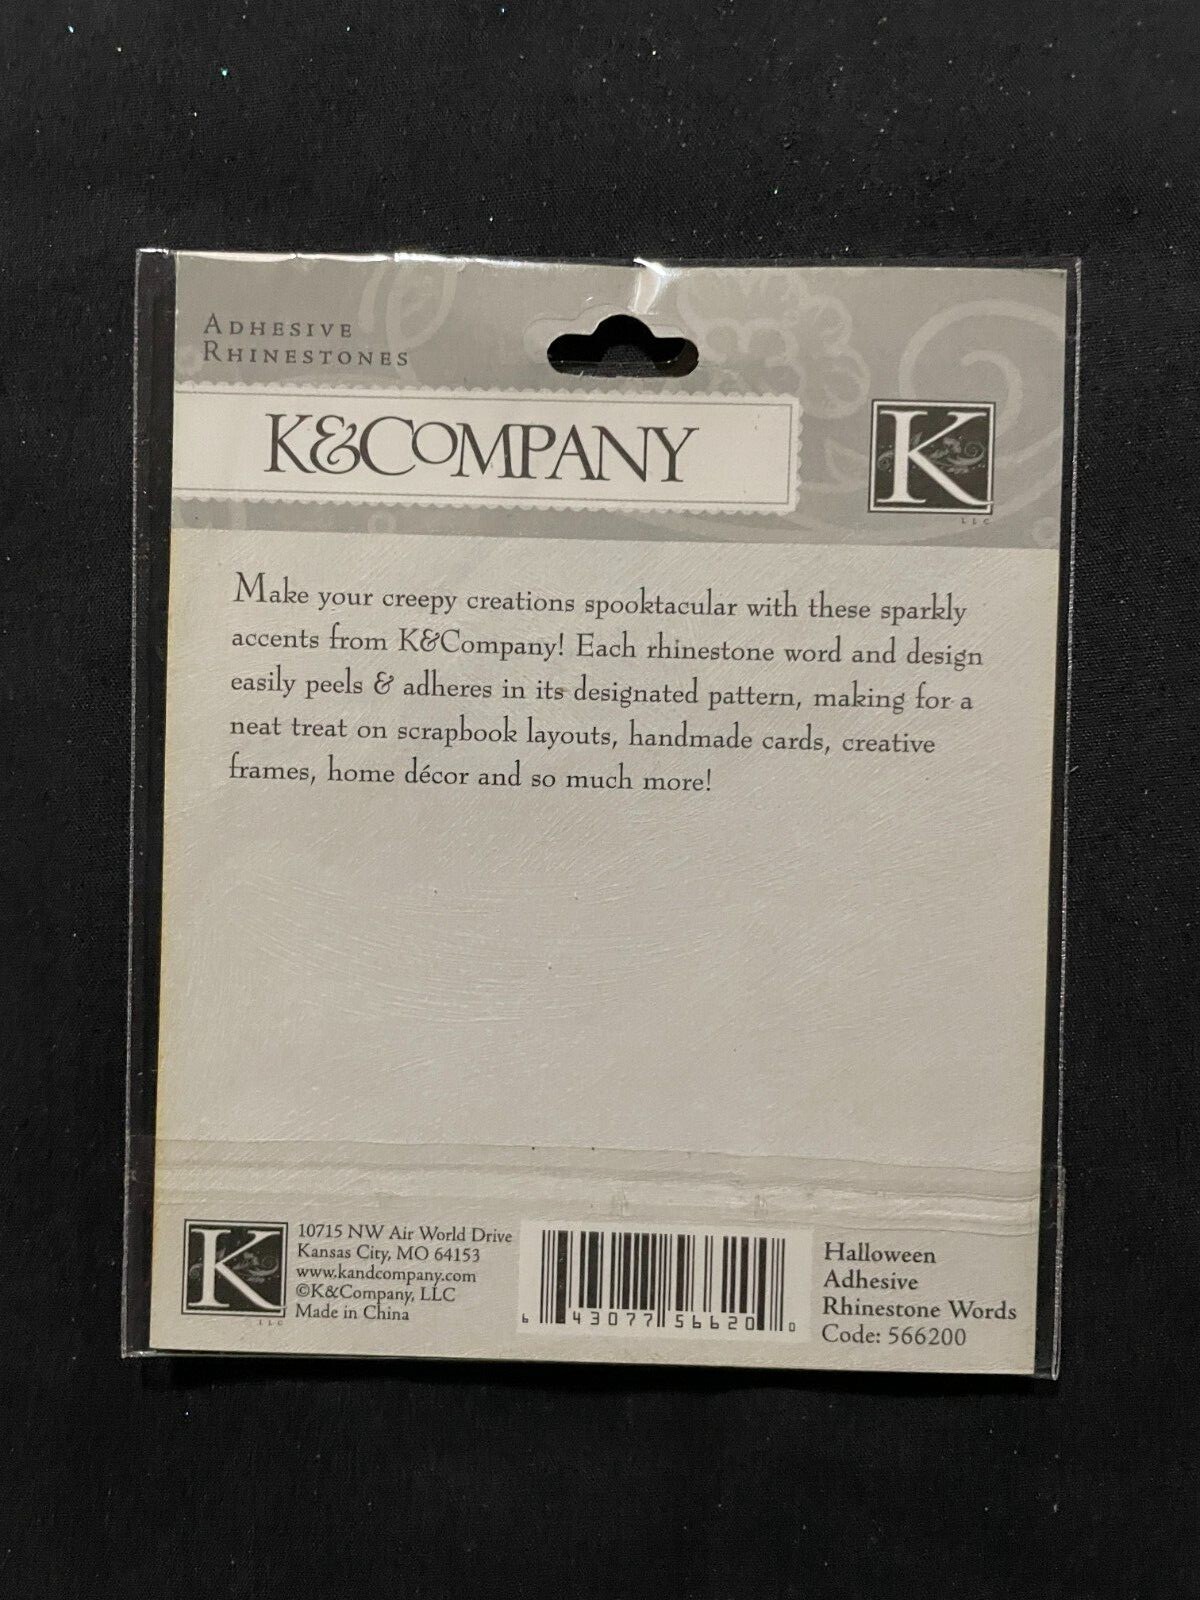 ADHESIVE
RHINESTONES
K&COMPANY
K
LLC
Make your creepy creations spooktacular with these sparkly
accents from K&Company! Each rhinestone word and design
easily peels & adheres in its designated pattern, making for a
neat treat on scrapbook layouts, handmade cards, creative
frames, home décor and so much more!
K
LLC
10715 NW Air World Drive
Kansas City, MO 64153
www.kandcompany.com
©K&Company, LLC
Made in China
6 43077 56620 0
Halloween
Adhesive
Rhinestone Words
Code: 566200